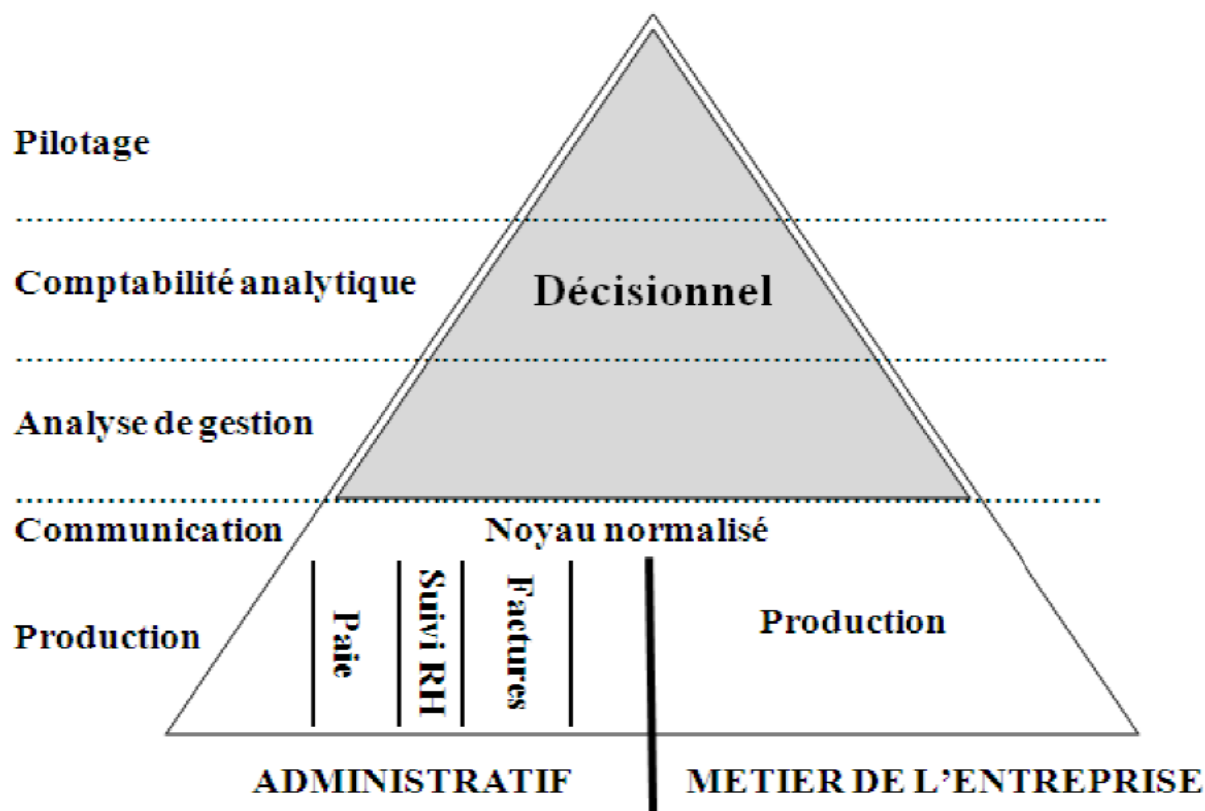 Pilotage
Comptabilité analytique
Décisionnel
Analyse de gestion
Communication
Noyau normalisé
Production
Paie
Suivi RH
Factures
Production
ADMINISTRATIF
METIER DE L'ENTREPRISE